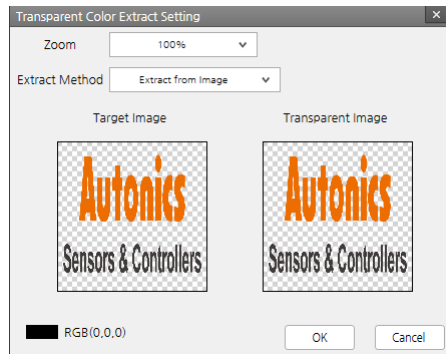 Transparent Color Extract Setting
Zoom 100%
Extract Method Extract from Image
Target Image Transparent Image
Autonics Autonics
Sensors & Controllers Sensors & Controllers
RGB(0,0,0) OK Cancel